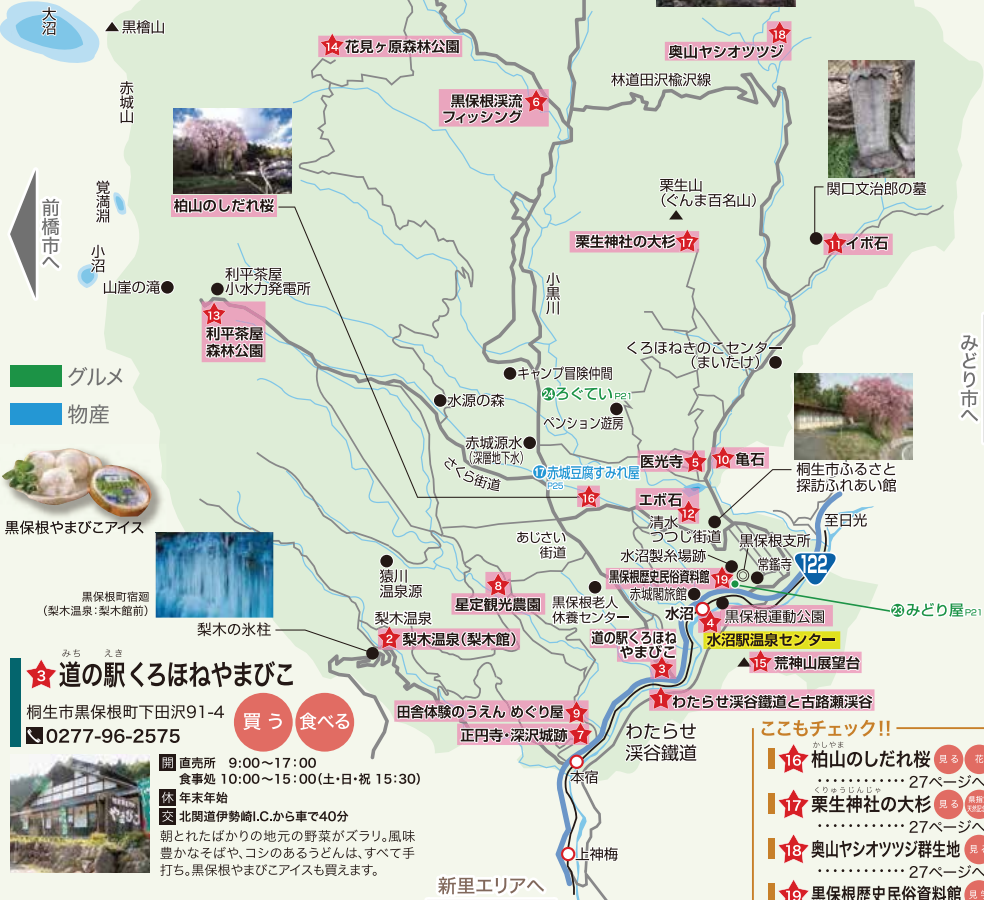 大沼
▲黒檜山
14 花見ヶ原森林公園
18
奥山ヤシオツツジ
赤城山
黒保根渓流 6
フィッシング
林道田沢楡沢線
関口文治郎の墓
11 イボ石
柏山のしだれ桜
栗生山
（ぐんま百名山）
栗生神社の大杉 17
覚満淵
前橋市へ
小沼
山崖の滝
利平茶屋
小水力発電所
13
利平茶屋
森林公園
小黒川
くろほねきのこセンター
（まいたけ）
みどり市へ
グルメ
物産
キャンプ冒険仲間
24 ろぐてい P21
水源の森
ペンション遊房
赤城源水
（深層地下水）
さくら街道
17 赤城豆腐すみれ屋
P25
16
医光寺 5
10 亀石
桐生市ふるさと
探訪ふれあい館
エボ石
12
清水
つつじ街道
至日光
122
黒保根やまびこアイス
あじさい
街道
水沼製糸場跡
黒保根支所
常鑑寺
黒保根歴史民俗資料館 19
赤城閣旅館
23 みどり屋 P21
黒保根町宿廻
（梨木温泉：梨木館前）
梨木の氷柱
猿川
温泉源
8
星定観光農園
黒保根老人
休養センター
水沼
4 黒保根運動公園
水沼駅温泉センター
梨木温泉
2 梨木温泉（梨木館）
道の駅くろほね
やまびこ
3
▲15 荒神山展望台
1 わたらせ渓谷鐵道と古路瀬渓谷
みち えき
3 道の駅くろほねやまびこ
桐生市黒保根町下田沢91-4
0277-96-2575
買う 食べる
田舎体験のうえん めぐり屋 9
正円寺・深沢城跡 7
わたらせ
渓谷鐵道
本宿
上神梅
新里エリアへ
開 直売所 9:00〜17:00
食事処 10:00〜15:00（土・日・祝 15:30）
休 年末年始
交 北関道伊勢崎I.C.から車で40分
朝とれたばかりの地元の野菜がズラリ。風味
豊かなそばや、コシのあるうどんは、すべて手
打ち。黒保根やまびこアイスも買えます。
やまびこ
ここもチェック!!
かしやま
16 柏山のしだれ桜 見る 花
…………27ページへ
くりゅうじんじゃ
17 栗生神社の大杉 見る
…………27ページへ
18 奥山ヤシオツツジ群生地
…………27ページへ
19 黒保根歴史民俗資料館